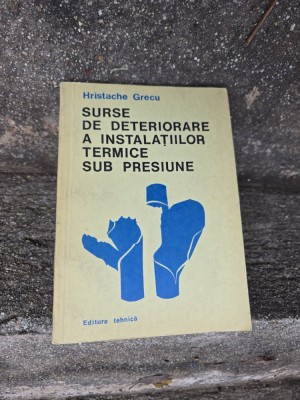 Hristache Grecu
SURSE
DE DETERIORARE
A INSTALAȚIILOR
TERMICE
SUB PRESIUNE
Editura tehnică